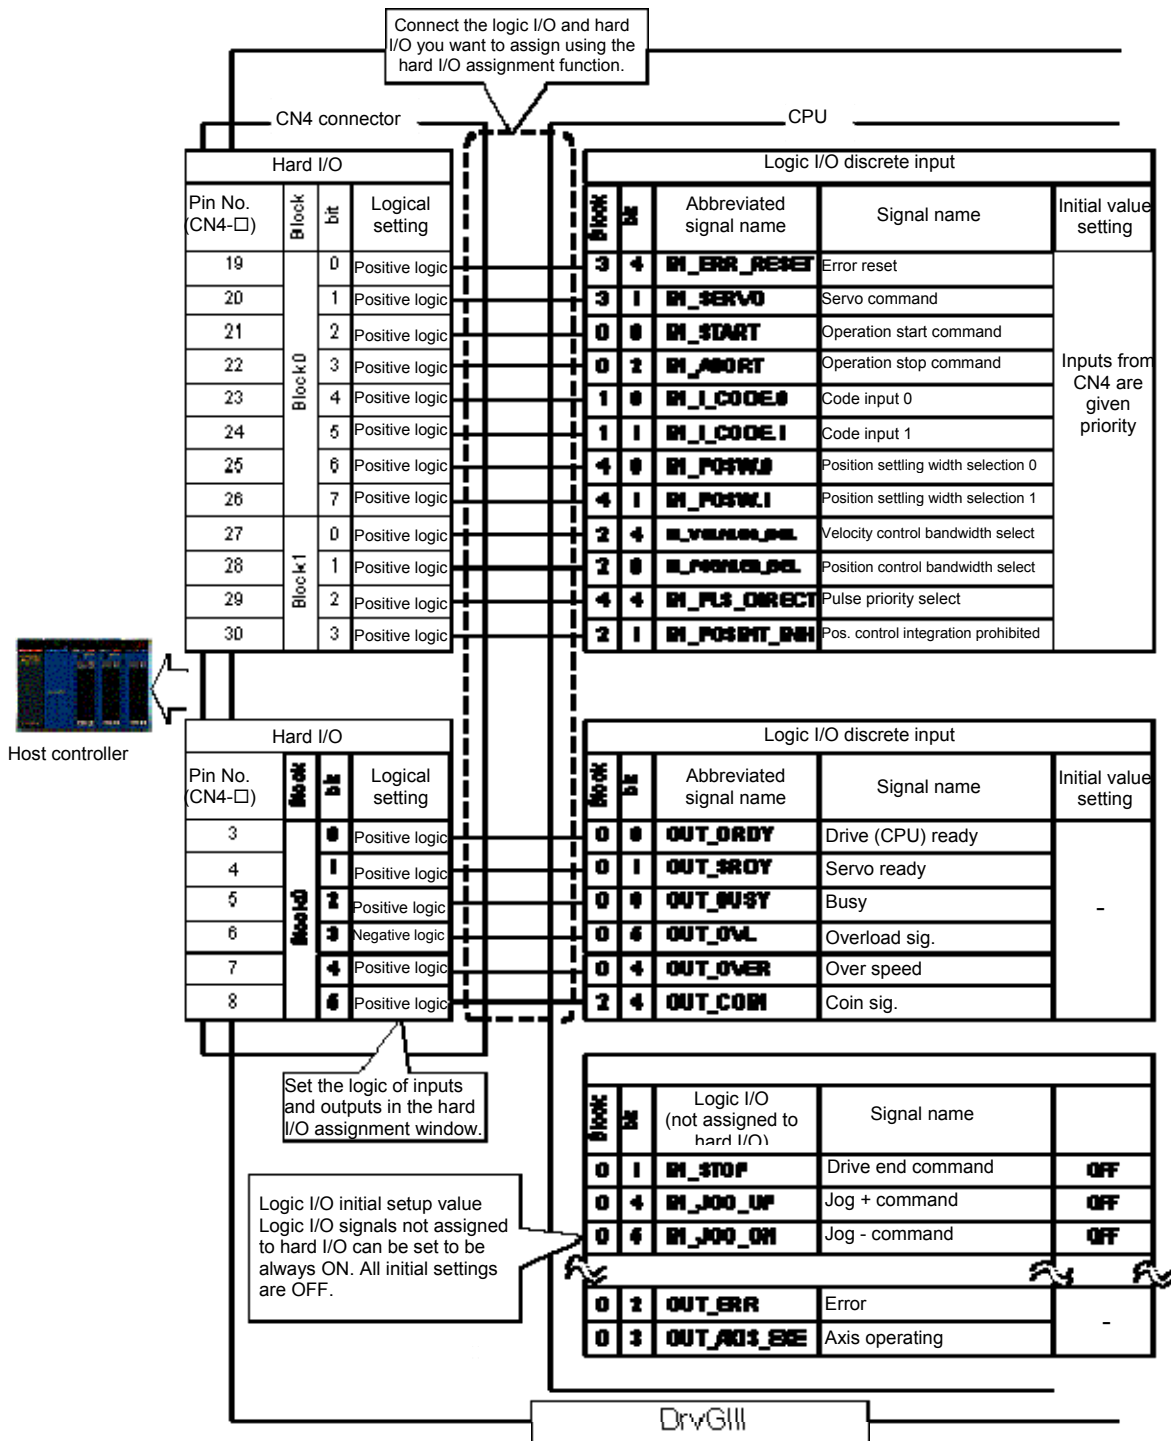 Connect the logic I/O and hard
I/O you want to assign using the
hard I/O assignment function.
CN4 connector
CPU
Hard I/O
Pin No.
(CN4-□)
Block
bit
Logical
setting
19 0 Positive logic
20 1 Positive logic
21 2 Positive logic
22 3 Positive logic
23 4 Positive logic
24 5 Positive logic
25 6 Positive logic
26 7 Positive logic
Block0
27 0 Positive logic
28 1 Positive logic
29 2 Positive logic
30 3 Positive logic
Block1
Logic I/O discrete input
Block
bit
Abbreviated
signal name
Signal name
Initial value
setting
3 4 IN_ERR_RESET Error reset
3 1 IN_SERVO Servo command
0 0 IN_START Operation start command
0 2 IN_ABORT Operation stop command
1 0 IN_I_CODE.0 Code input 0
1 1 IN_I_CODE.1 Code input 1
4 0 IN_POSW.0 Position settling width selection 0
4 1 IN_POSW.1 Position settling width selection 1
2 4 Velocity control bandwidth select
2 0 Position control bandwidth select
4 4 IN_PLS_DIRECT Pulse priority select
2 1 IN_POSINT_INH Pos. control integration prohibited
Inputs from
CN4 are
given
priority
Host controller
Hard I/O
Pin No.
(CN4-□)
Block
bit
Logical
setting
3 0 Positive logic
4 1 Positive logic
5 2 Positive logic
6 3 Negative logic
7 4 Positive logic
8 5 Positive logic
Block0
Logic I/O discrete input
Block
bit
Abbreviated
signal name
Signal name
Initial value
setting
0 0 OUT_DRDY Drive (CPU) ready
0 1 OUT_SRDY Servo ready
0 OUT_BUSY Busy
0 OUT_OVL Overload sig.
0 4 OUT_OVER Over speed
2 4 OUT_COIN Coin sig.
-
Set the logic of inputs
and outputs in the hard
I/O assignment window.
Block
bit
Logic I/O
(not assigned to
hard I/O)
Signal name
0 1 IN_STOP Drive end command OFF
0 4 IN_JOG_UP Jog + command OFF
0 5 IN_JOG_DN Jog - command OFF
Logic I/O initial setup value
Logic I/O signals not assigned
to hard I/O can be set to be
always ON. All initial settings
are OFF.
0 2 OUT_ERR Error
0 3 OUT_AXIS_EXE Axis operating
-
DrvGIII